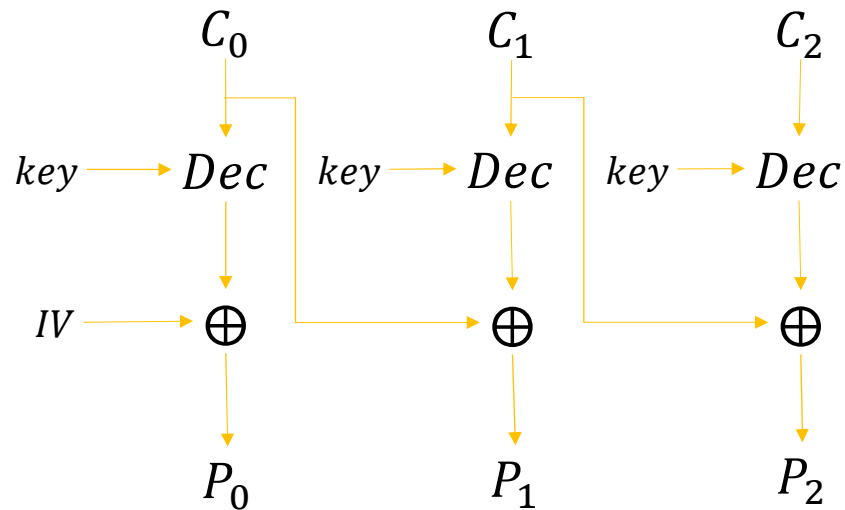 C₀ C₁ C₂
key Dec key Dec key Dec
IV ⊕ ⊕ ⊕
P₀ P₁ P₂